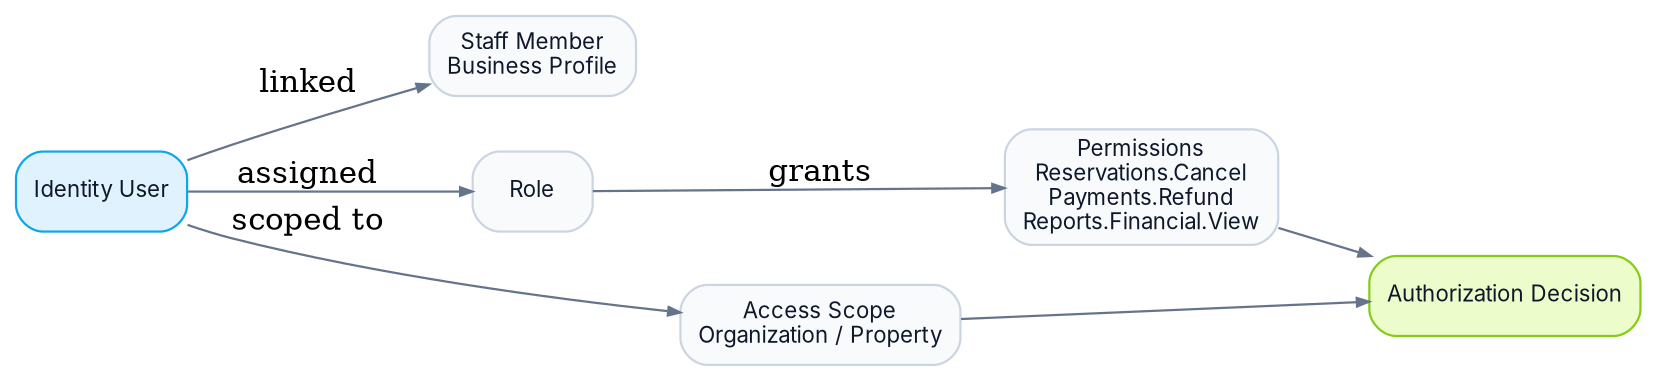 Staff Member
Business Profile
linked
Identity User
assigned
Role
grants
Permissions
Reservations.Cancel
Payments.Refund
Reports.Financial.View
scoped to
Access Scope
Organization / Property
Authorization Decision